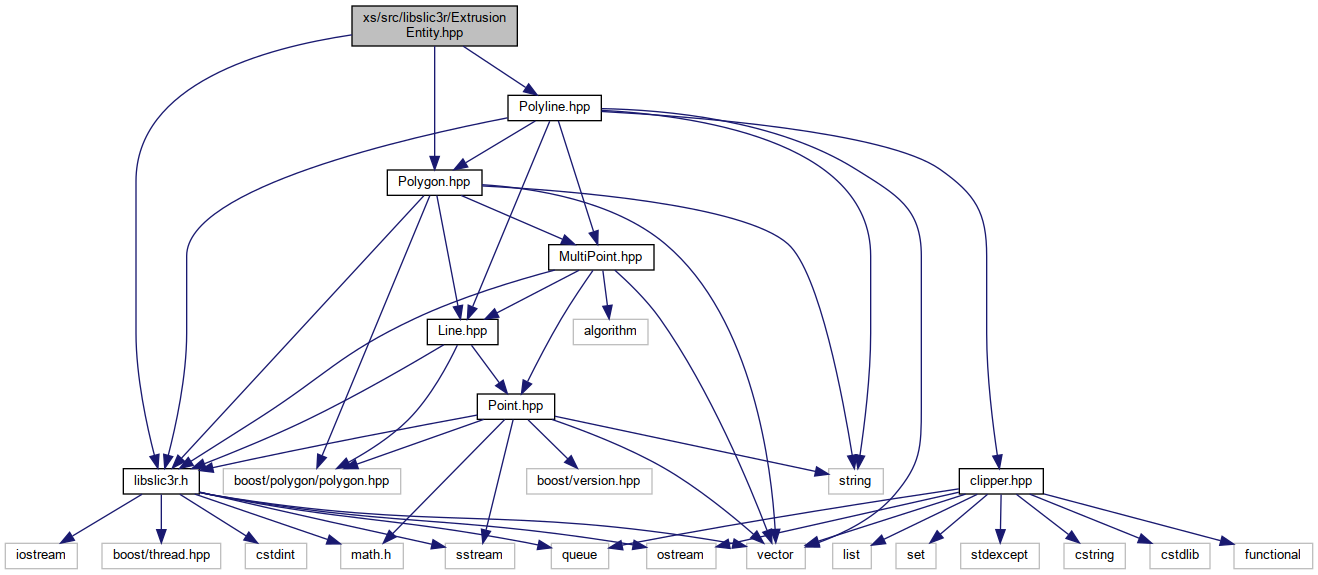 xs/src/libslic3r/Extrusion
Entity.hpp
Polyline.hpp
Polygon.hpp
MultiPoint.hpp
Line.hpp
algorithm
Point.hpp
libslic3r.h
boost/polygon/polygon.hpp
boost/version.hpp
string
clipper.hpp
iostream
boost/thread.hpp
cstdint
math.h
sstream
queue
ostream
vector
list
set
stdexcept
cstring
cstdlib
functional